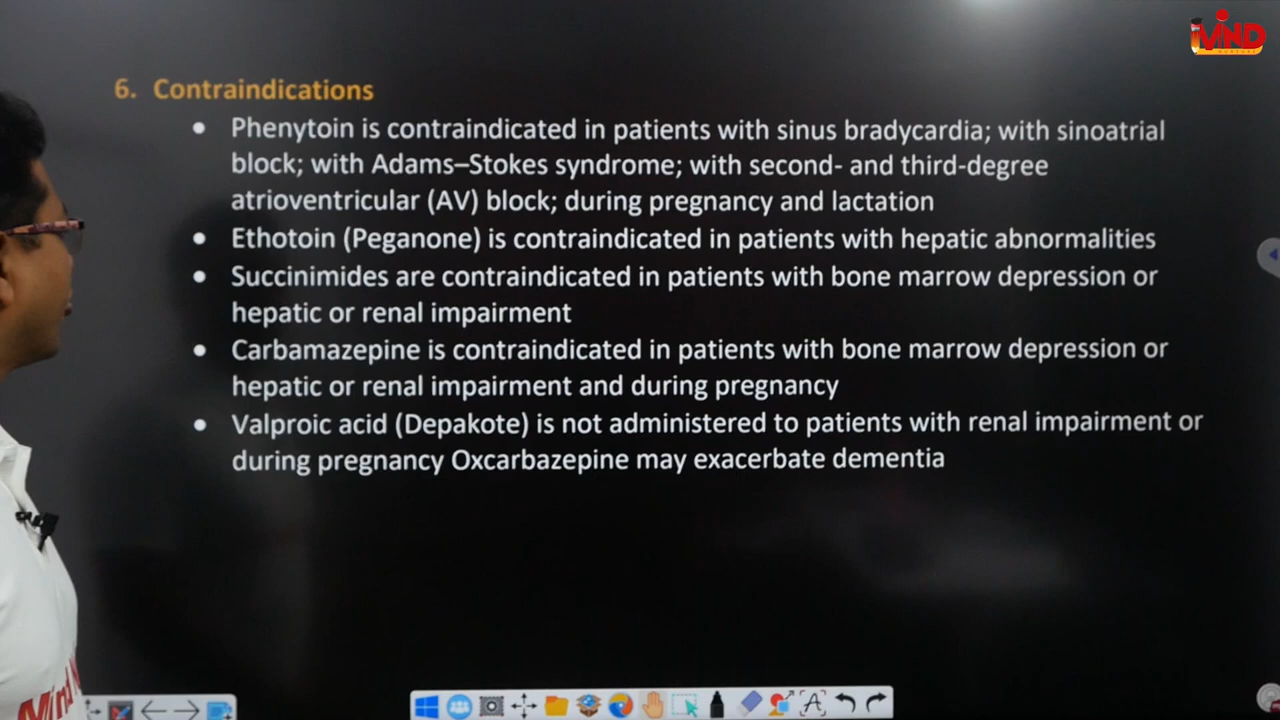 MIND
6. Contraindications
• Phenytoin is contraindicated in patients with sinus bradycardia; with sinoatrial
block; with Adams–Stokes syndrome; with second- and third-degree
atrioventricular (AV) block; during pregnancy and lactation
• Ethotoin (Peganone) is contraindicated in patients with hepatic abnormalities
• Succinimides are contraindicated in patients with bone marrow depression or
hepatic or renal impairment
• Carbamazepine is contraindicated in patients with bone marrow depression or
hepatic or renal impairment and during pregnancy
• Valproic acid (Depakote) is not administered to patients with renal impairment or
during pregnancy Oxcarbazepine may exacerbate dementia
Mind